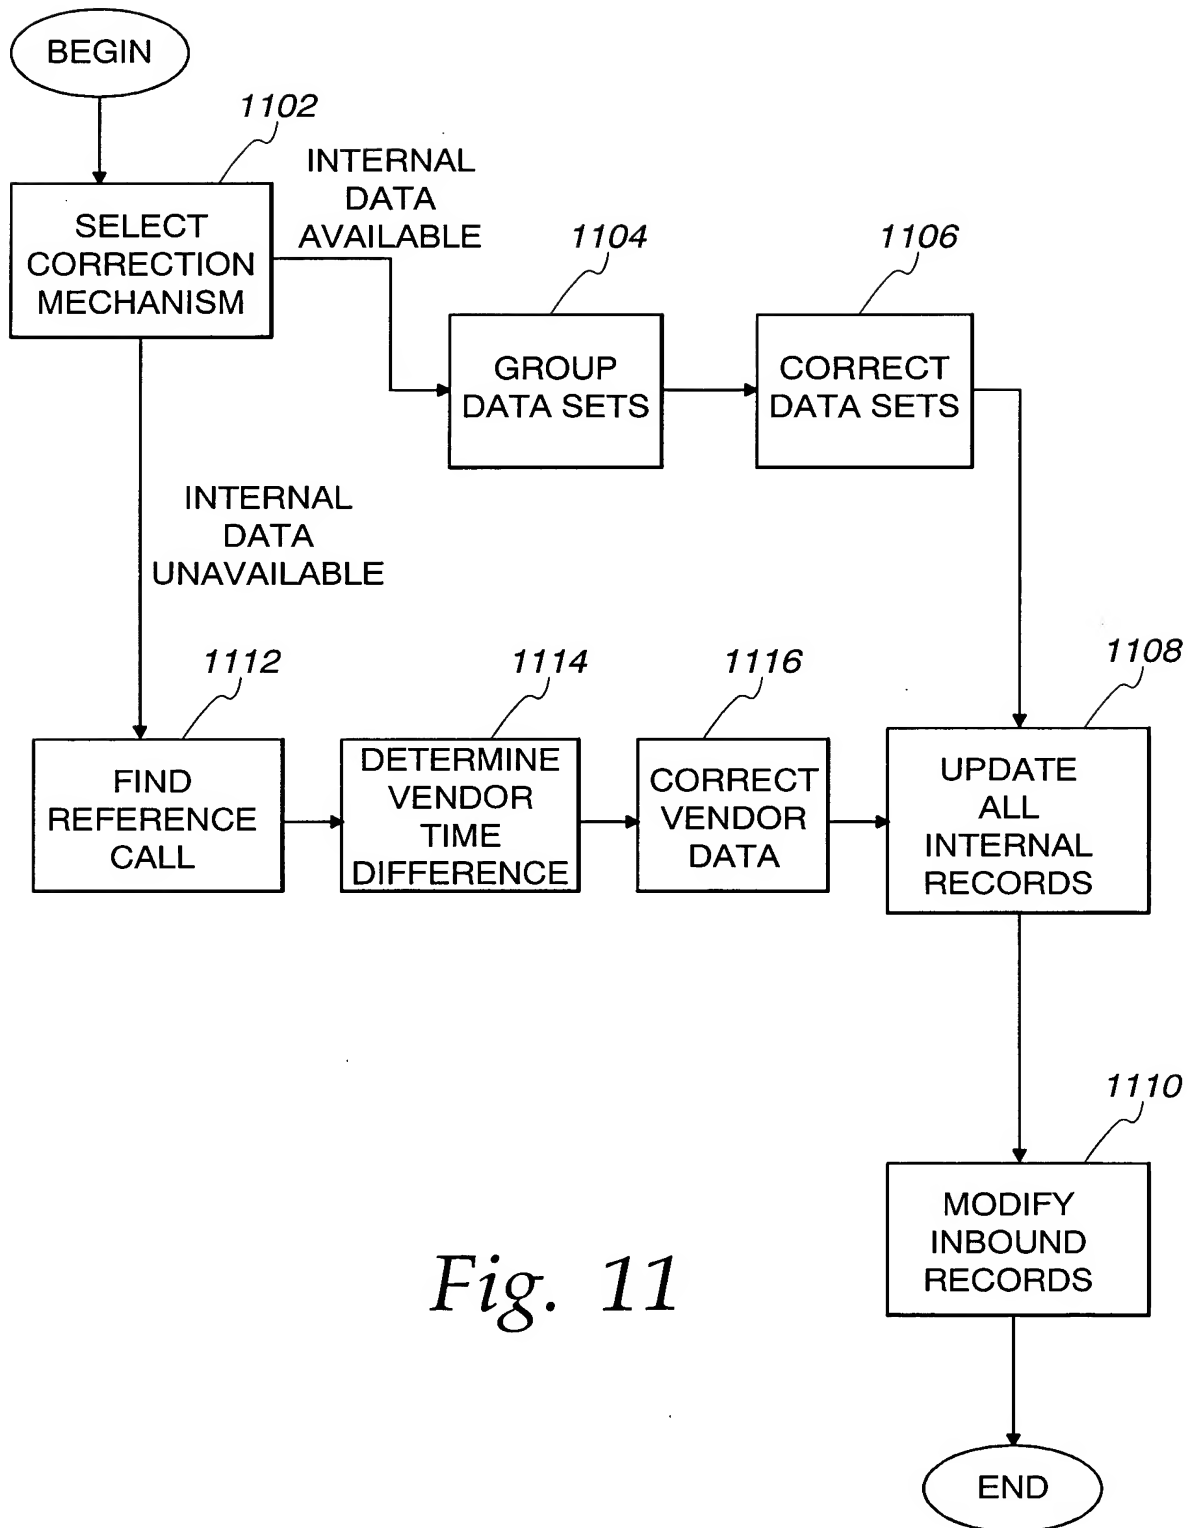 BEGIN
1102
SELECT
CORRECTION
MECHANISM
INTERNAL
DATA
AVAILABLE
1104
GROUP
DATA SETS
1106
CORRECT
DATA SETS
INTERNAL
DATA
UNAVAILABLE
1112
FIND
REFERENCE
CALL
1114
DETERMINE
VENDOR
TIME
DIFFERENCE
1116
CORRECT
VENDOR
DATA
1108
UPDATE
ALL
INTERNAL
RECORDS
1110
MODIFY
INBOUND
RECORDS
Fig. 11
END